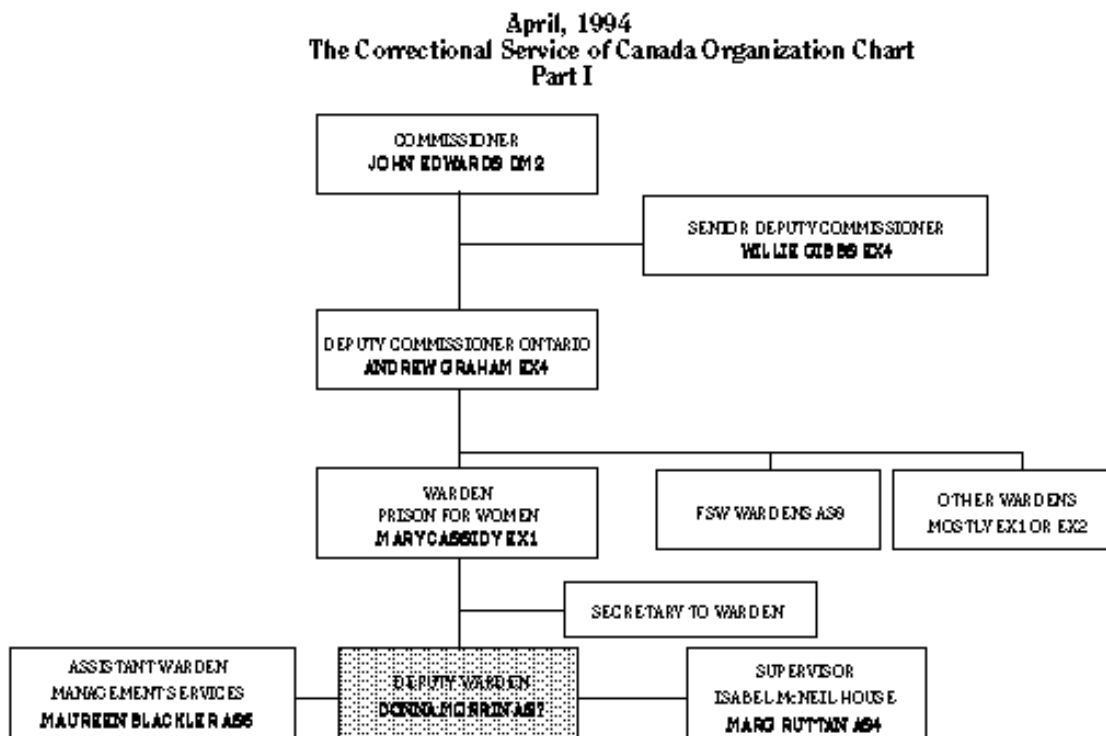 April, 1994
The Correctional Service of Canada Organization Chart
Part I
COMMISSIONER
JOHN EDWARDS DM2
SENIOR DEPUTY COMMISSIONER
WILLIE GIBBS EX4
DEPUTY COMMISSIONER ONTARIO
ANDREW GRAHAM EX4
WARDEN
PRISON FOR WOMEN
MARY CASSIDY EX1
FSW WARDENS
OTHER WARDENS
MOSTLY EX1 OR EX2
SECRETARY TO WARDEN
ASSISTANT WARDEN
MANAGEMENT SERVICES
MAUREEN BLACKLER AS6
DEPUTY WARDEN
DONNA MORRIN AS7
SUPERVISOR
ISABEL McNEIL HOUSE
MARG RUTTAN AS4